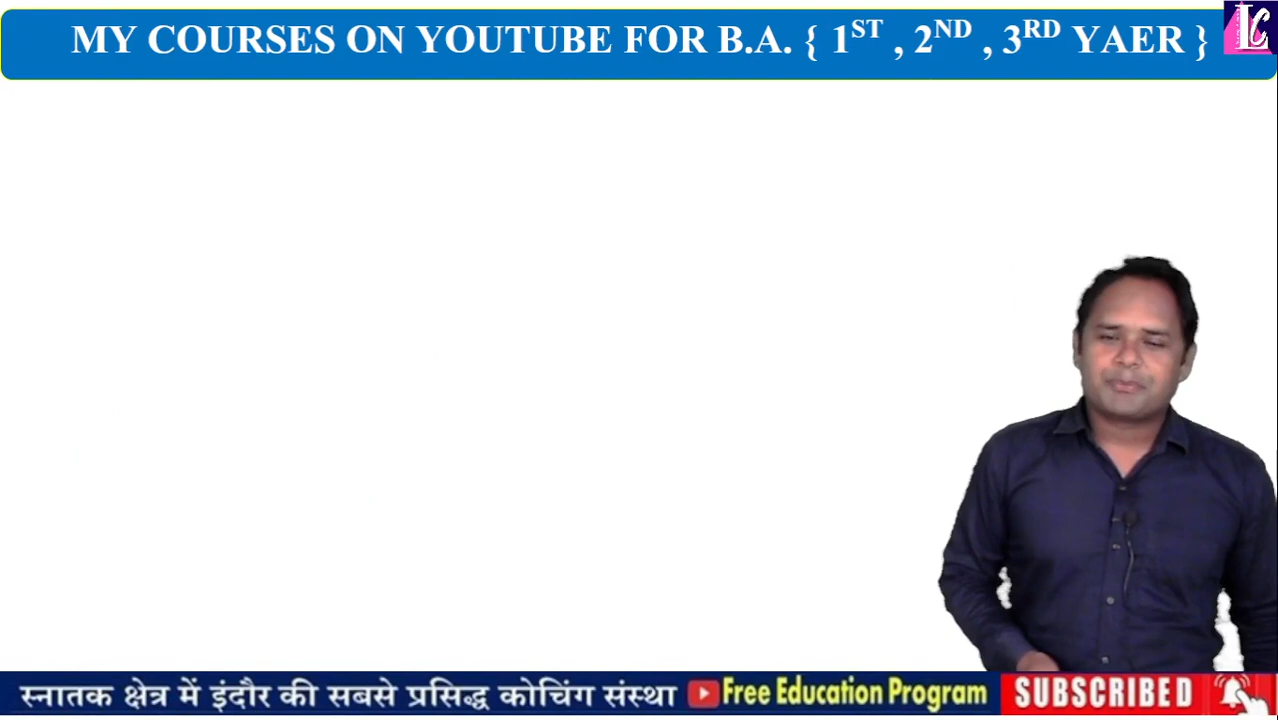 MY COURSES ON YOUTUBE FOR B.A. { 1ST , 2ND , 3RD YAER }
LC
स्नातक क्षेत्र में इंदौर की सबसे प्रसिद्ध कोचिंग संस्था Free Education Program SUBSCRIBED